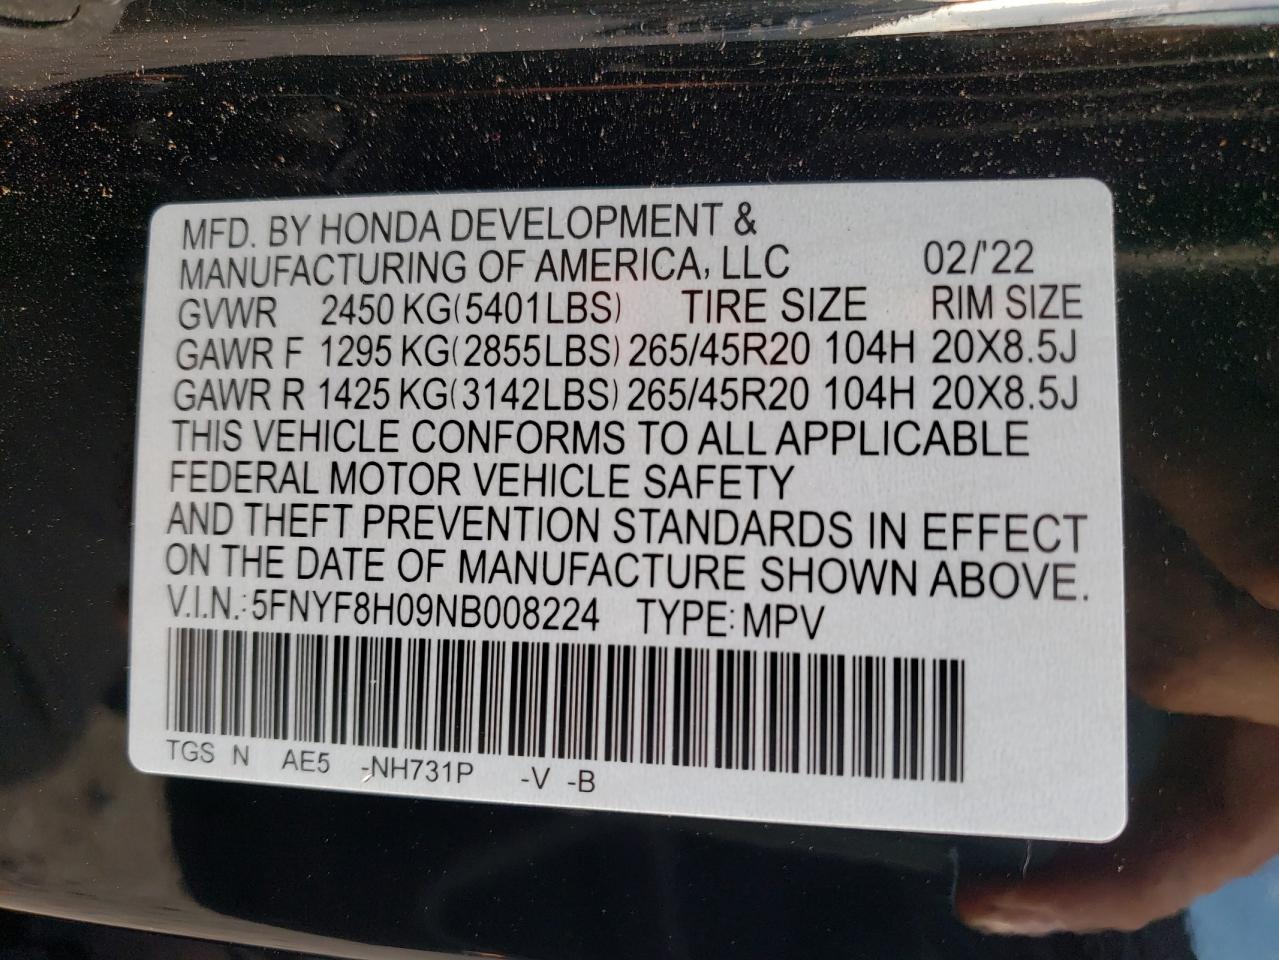 MFD. BY HONDA DEVELOPMENT &
MANUFACTURING OF AMERICA, LLC 02/'22
GVWR 2450 KG(5401LBS) TIRE SIZE RIM SIZE
GAWR F 1295 KG(2855LBS) 265/45R20 104H 20X8.5J
GAWR R 1425 KG(3142LBS) 265/45R20 104H 20X8.5J
THIS VEHICLE CONFORMS TO ALL APPLICABLE
FEDERAL MOTOR VEHICLE SAFETY
AND THEFT PREVENTION STANDARDS IN EFFECT
ON THE DATE OF MANUFACTURE SHOWN ABOVE.
V.I.N.: 5FNYF8H09NB008224 TYPE: MPV
TGS N AE5 -NH731P -V -B